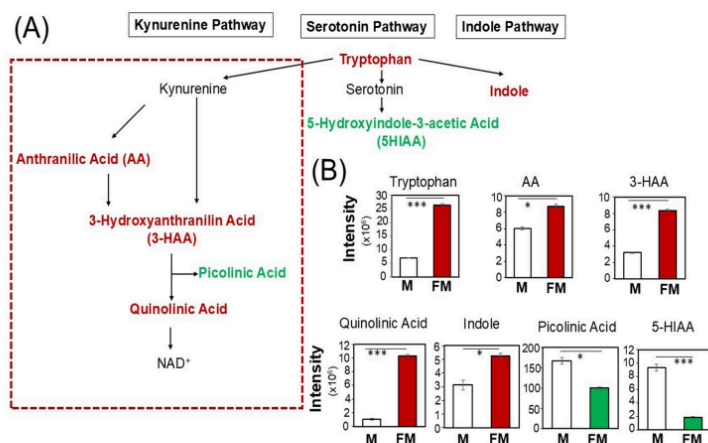 (A)
Kynurenine Pathway
Serotonin Pathway
Indole Pathway
Tryptophan
Kynurenine
Serotonin
Indole
5-Hydroxyindole-3-acetic Acid
(5HIAA)
Anthranilic Acid (AA)
3-Hydroxyanthranilin Acid
(3-HAA)
Picolinic Acid
Quinolinic Acid
NAD⁺
(B)
Tryptophan
AA
3-HAA
Intensity
(x10⁶)
30
25
20
15
10
5
0
***
M FM
10
8
6
4
2
0
*
M FM
10
8
6
4
2
0
***
M FM
Quinolinic Acid
Indole
Picolinic Acid
5-HIAA
Intensity
(x10⁶)
12
10
8
6
4
2
0
***
M FM
6
5
4
3
2
1
0
*
M FM
200
150
100
50
0
*
M FM
12
10
8
6
4
2
0
***
M FM